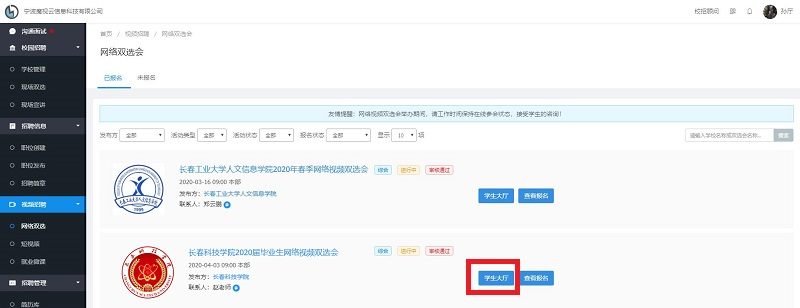 宁波魔视云信息科技有限公司
校招顾问
孙厅
沟通面试
校园招聘
学校管理
现场双选
现场宣讲
招聘信息
职位创建
职位发布
招聘简章
视频招聘
网络双选
短视频
就业微课
招聘管理
简历库
首页 / 视频招聘 / 网络双选会
网络双选会
已报名 未报名
友情提醒：网络视频双选会举办期间，请工作时间保持在线参会状态，接受学生的咨询！
发布方 全部 活动类型 全部 活动状态 全部 报名状态 全部 显示 10 项 请输入学校名称或双选会名称... 搜索
长春工业大学人文信息学院2020年春季网络视频双选会 综合 进行中 审核通过
2020-03-16 09:00 本部
发布方：长春工业大学人文信息学院
联系人：郑云鹏
学生大厅 查看报名
长春科技学院2020届毕业生网络视频双选会 综合 进行中 审核通过
2020-04-03 09:00 本部
发布方：长春科技学院
联系人：赵老师
学生大厅 查看报名